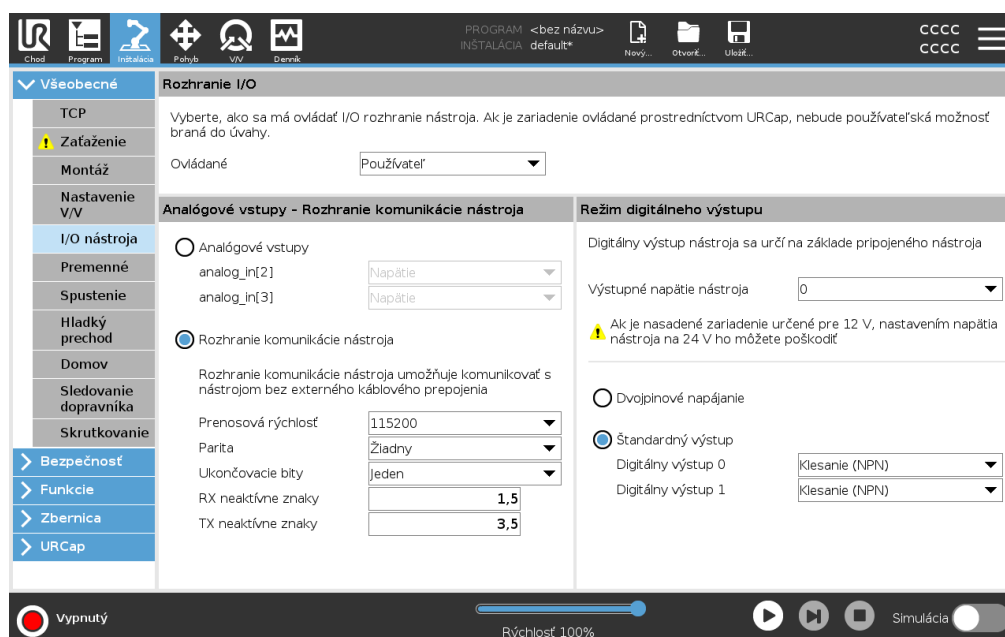 UR
Chod
Program
Inštalácia
Pohyb
V/V
Denník
PROGRAM <bez názvu>
INŠTALÁCIA default*
Nový...
Otvoriť...
Uložiť...
CCCC
CCCC
Všeobecné
TCP
Zaťaženie
Montáž
Nastavenie
V/V
I/O nástroja
Premenné
Spustenie
Hladký
prechod
Domov
Sledovanie
dopravníka
Skrutkovanie
Bezpečnosť
Funkcie
Zbernica
URCap
Rozhranie I/O
Vyberte, ako sa má ovládať I/O rozhranie nástroja. Ak je zariadenie ovládané prostredníctvom URCap, nebude používateľská možnosť
braná do úvahy.
Ovládané Používateľ
Analógové vstupy - Rozhranie komunikácie nástroja
Analógové vstupy
analog_in[2] Napätie
analog_in[3] Napätie
Rozhranie komunikácie nástroja
Rozhranie komunikácie nástroja umožňuje komunikovať s
nástrojom bez externého káblového prepojenia
Prenosová rýchlosť 115200
Parita Žiadny
Ukončovacie bity Jeden
RX neaktívne znaky 1,5
TX neaktívne znaky 3,5
Režim digitálneho výstupu
Digitálny výstup nástroja sa určí na základe pripojeného nástroja
Výstupné napätie nástroja 0
Ak je nasadené zariadenie určené pre 12 V, nastavením napätia
nástroja na 24 V ho môžete poškodiť
Dvojpinové napájanie
Štandardný výstup
Digitálny výstup 0 Klesanie (NPN)
Digitálny výstup 1 Klesanie (NPN)
Vypnutý
Rýchlosť 100%
Simulácia